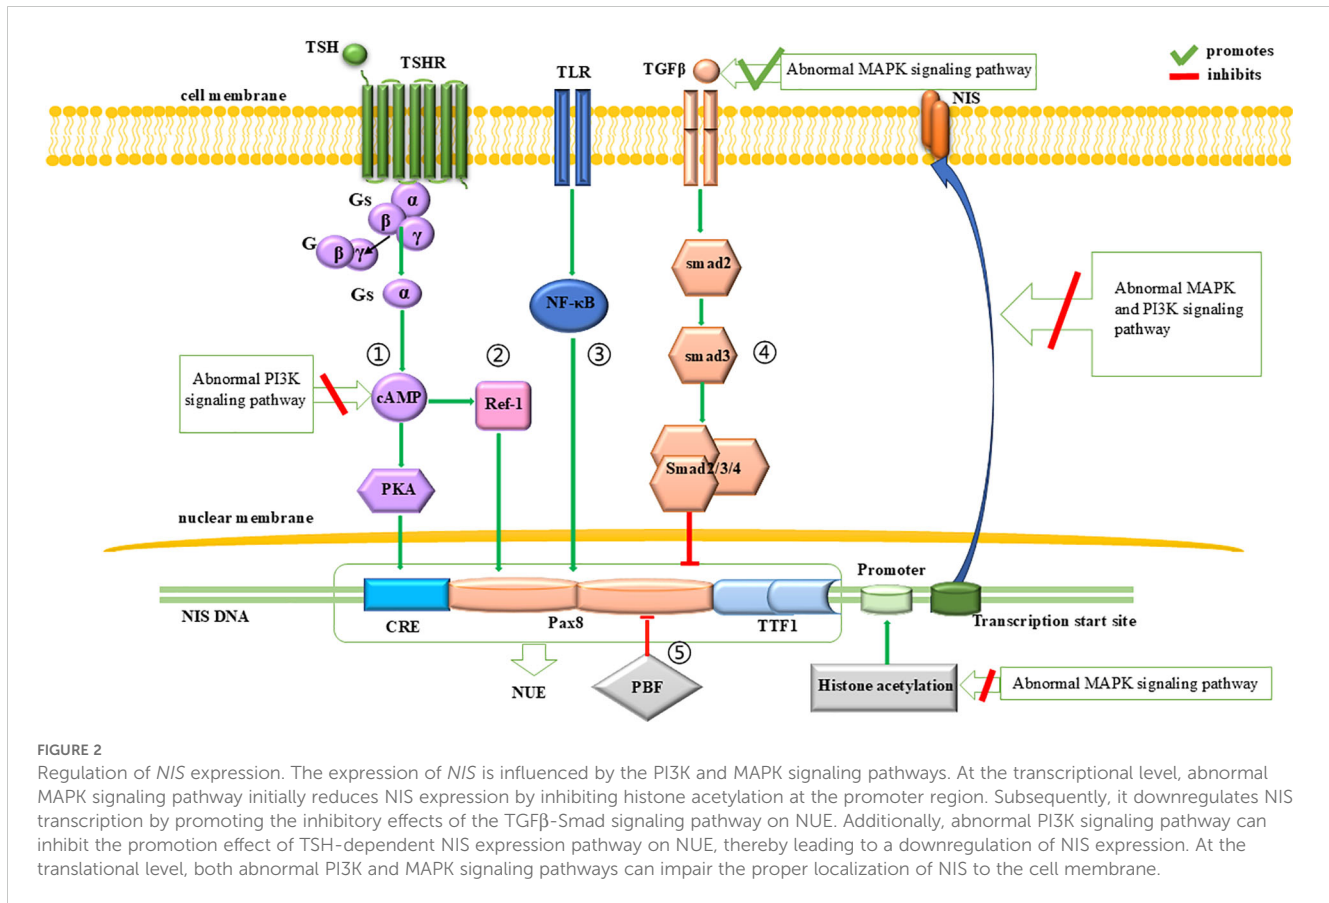 TSH
TSHR
TLR
TGFβ
Abnormal MAPK signaling pathway
promotes
inhibits
cell membrane
NIS
Gs
α
β
γ
G
β
γ
Gs
α
smad2
NF-κB
Abnormal MAPK
and PI3K signaling
pathway
①
②
③
smad3
④
Abnormal PI3K
signaling pathway
cAMP
Ref-1
Smad2/3/4
PKA
nuclear membrane
Promoter
NIS DNA
CRE
Pax8
TTF1
Transcription start site
⑤
NUE
PBF
Histone acetylation
Abnormal MAPK signaling pathway
FIGURE 2
Regulation of NIS expression. The expression of NIS is influenced by the PI3K and MAPK signaling pathways. At the transcriptional level, abnormal
MAPK signaling pathway initially reduces NIS expression by inhibiting histone acetylation at the promoter region. Subsequently, it downregulates NIS
transcription by promoting the inhibitory effects of the TGFβ-Smad signaling pathway on NUE. Additionally, abnormal PI3K signaling pathway can
inhibit the promotion effect of TSH-dependent NIS expression pathway on NUE, thereby leading to a downregulation of NIS expression. At the
translational level, both abnormal PI3K and MAPK signaling pathways can impair the proper localization of NIS to the cell membrane.